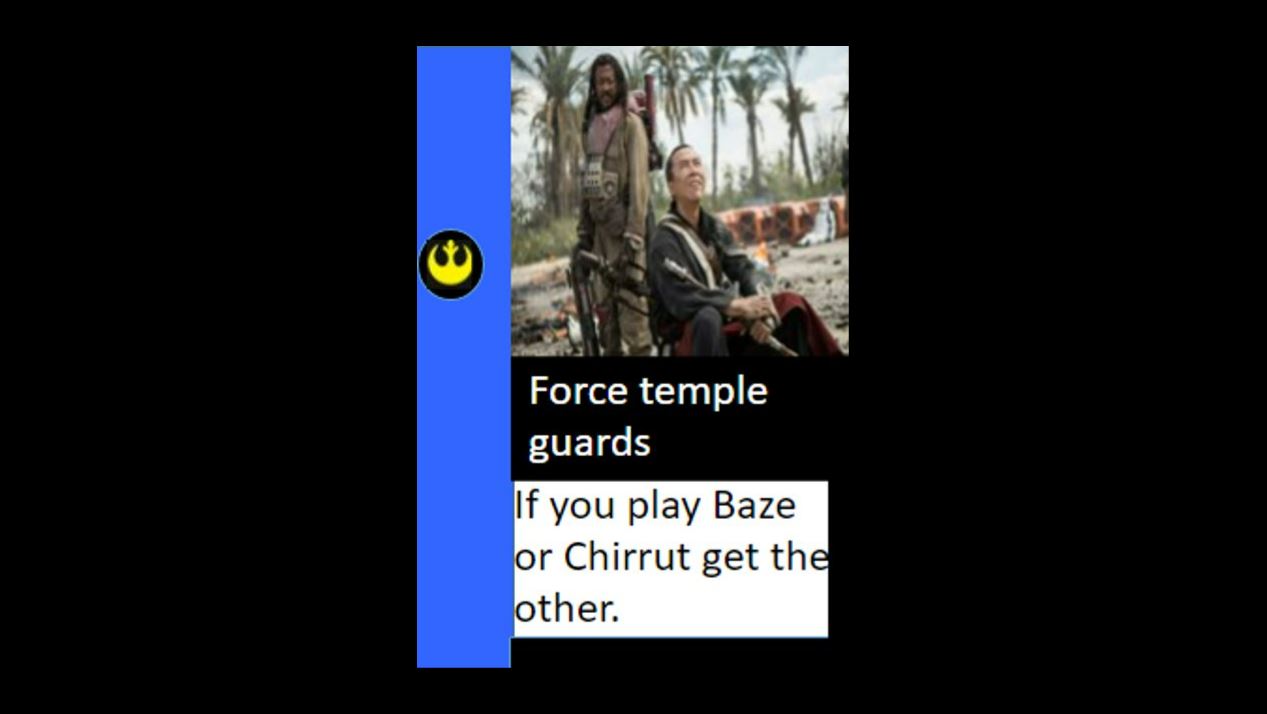 Force temple
guards
If you play Baze
or Chirrut get the
other.